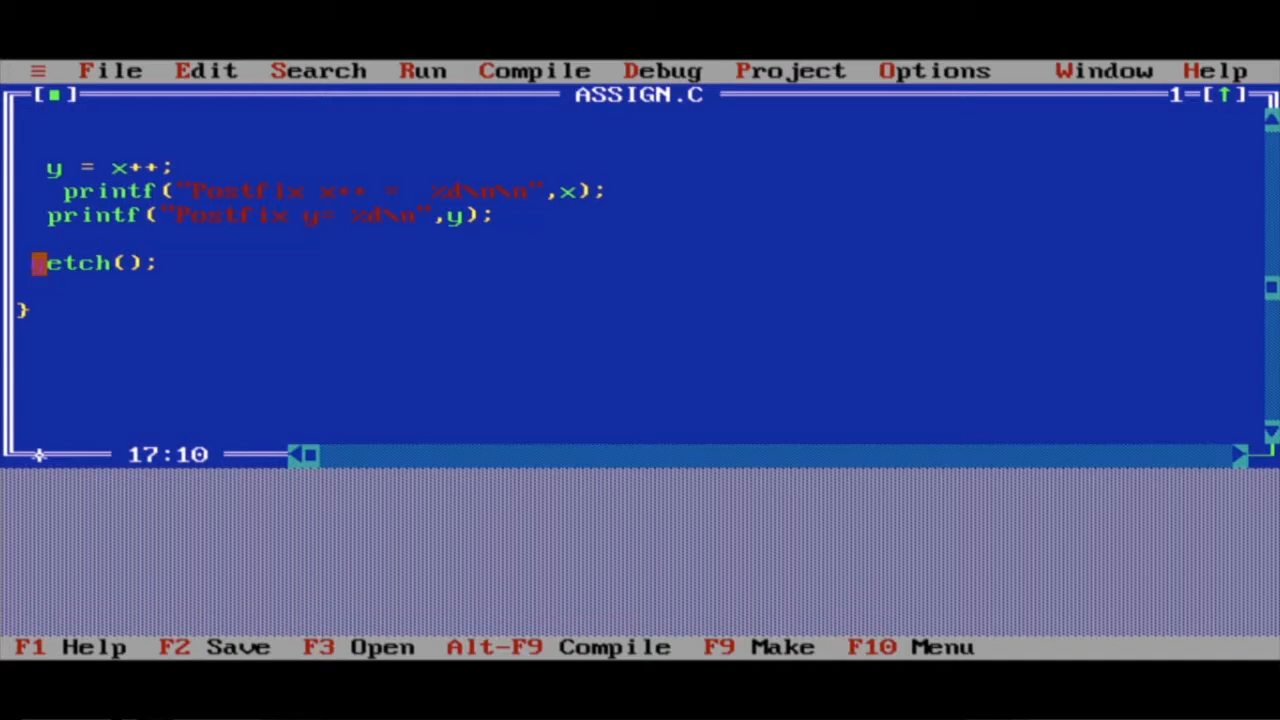 ≡ File Edit Search Run Compile Debug Project Options Window Help
[■] ASSIGN.C 1=[↑]
y = x++;
printf("Postfix x++ =  %d\n\n",x);
printf("Postfix y= %d\n",y);
etch();
}
17:10
F1 Help F2 Save F3 Open Alt-F9 Compile F9 Make F10 Menu